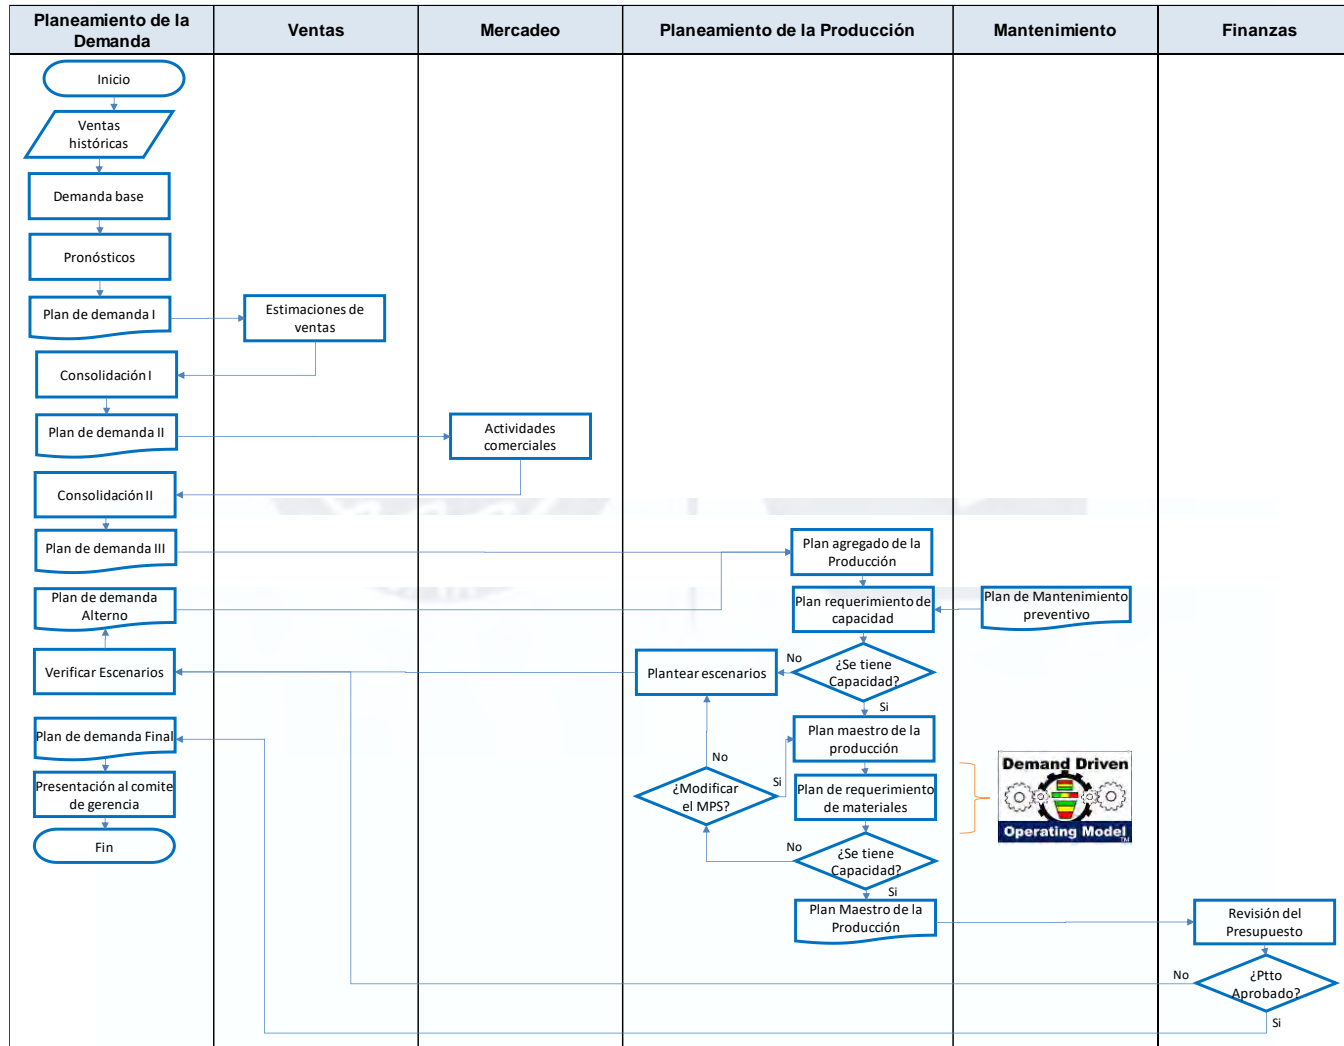 Planeamiento de la
Demanda
Ventas
Mercadeo
Planeamiento de la Producción
Mantenimiento
Finanzas
Inicio
Ventas
históricas
Demanda base
Pronósticos
Plan de demanda I
Estimaciones de
ventas
Consolidación I
Plan de demanda II
Actividades
comerciales
Consolidación II
Plan de demanda III
Plan agregado de la
Producción
Plan de demanda
Alterno
Plan requerimiento de
capacidad
Plan de Mantenimiento
preventivo
Verificar Escenarios
Plantear escenarios
No
¿Se tiene
Capacidad?
Si
Plan de demanda Final
Plan maestro de la
producción
Presentación al comite
de gerencia
No
¿Modificar
el MPS?
Si
Plan de requerimiento
de materiales
Demand Driven
Operating Model
TM
Fin
No
¿Se tiene
Capacidad?
Si
Plan Maestro de la
Producción
Revisión del
Presupuesto
No
¿Ptto
Aprobado?
Si